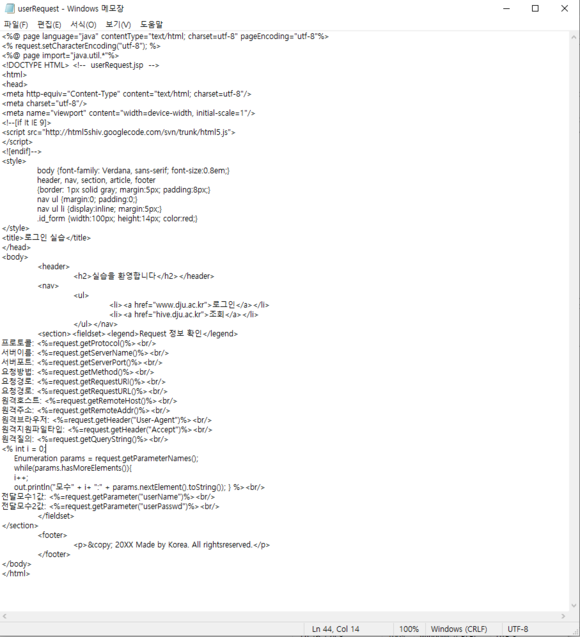 userRequest - Windows 메모장
파일(F) 편집(E) 서식(O) 보기(V) 도움말
<%@ page language="java" contentType="text/html; charset=utf-8" pageEncoding="utf-8"%>
<% request.setCharacterEncoding("utf-8"); %>
<%@ page import="java.util.*"%>
<!DOCTYPE HTML> <!-- userRequest.jsp -->
<html>
<head>
<meta http-equiv="Content-Type" content="text/html; charset=utf-8"/>
<meta charset="utf-8"/>
<meta name="viewport" content="width=device-width, initial-scale=1"/>
<!--[if lt IE 9]>
<script src="http://html5shiv.googlecode.com/svn/trunk/html5.js">
</script>
<![endif]-->
<style>
body {font-family: Verdana, sans-serif; font-size:0.8em;}
header, nav, section, article, footer
{border: 1px solid gray; margin:5px; padding:8px;}
nav ul {margin:0; padding:0;}
nav ul li {display:inline; margin:5px;}
.id_form {width:100px; height:14px; color:red;}
</style>
<title>로그인 실습</title>
</head>
<body>
<header>
<h2>실습을 환영합니다</h2></header>
<nav>
<ul>
<li><a href="www.dju.ac.kr">로그인</a></li>
<li><a href="hive.dju.ac.kr">조회</a></li>
</ul></nav>
<section><fieldset><legend>Request 정보 확인</legend>
프로토콜: <%=request.getProtocol()%><br/>
서버이름: <%=request.getServerName()%><br/>
서버포트: <%=request.getServerPort()%><br/>
요청방법: <%=request.getMethod()%><br/>
요청경로: <%=request.getRequestURI()%><br/>
요청경로: <%=request.getRequestURL()%><br/>
원격호스트: <%=request.getRemoteHost()%><br/>
원격주소: <%=request.getRemoteAddr()%><br/>
원격브라우저: <%=request.getHeader("User-Agent")%><br/>
원격지원파일타입: <%=request.getHeader("Accept")%><br/>
원격질의: <%=request.getQueryString()%><br/>
<% int i = 0;
Enumeration params = request.getParameterNames();
while(params.hasMoreElements()){
i++;
out.println("모수" + i+ ":" + params.nextElement().toString()); } %><br/>
전달모수1값: <%=request.getParameter("userName")%><br/>
전달모수2값: <%=request.getParameter("userPasswd")%><br/>
</fieldset>
</section>
<footer>
<p>&copy; 20XX Made by Korea. All rightsreserved.</p>
</footer>
</body>
</html>
Ln 44, Col 14 100% Windows (CRLF) UTF-8